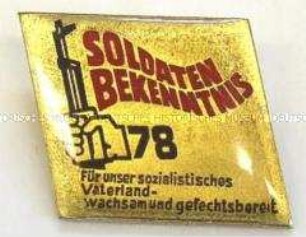 SOLDATEN
BEKENNTNIS
78
Für unser sozialistisches
Vaterland-
wachsam und gefechtsbereit